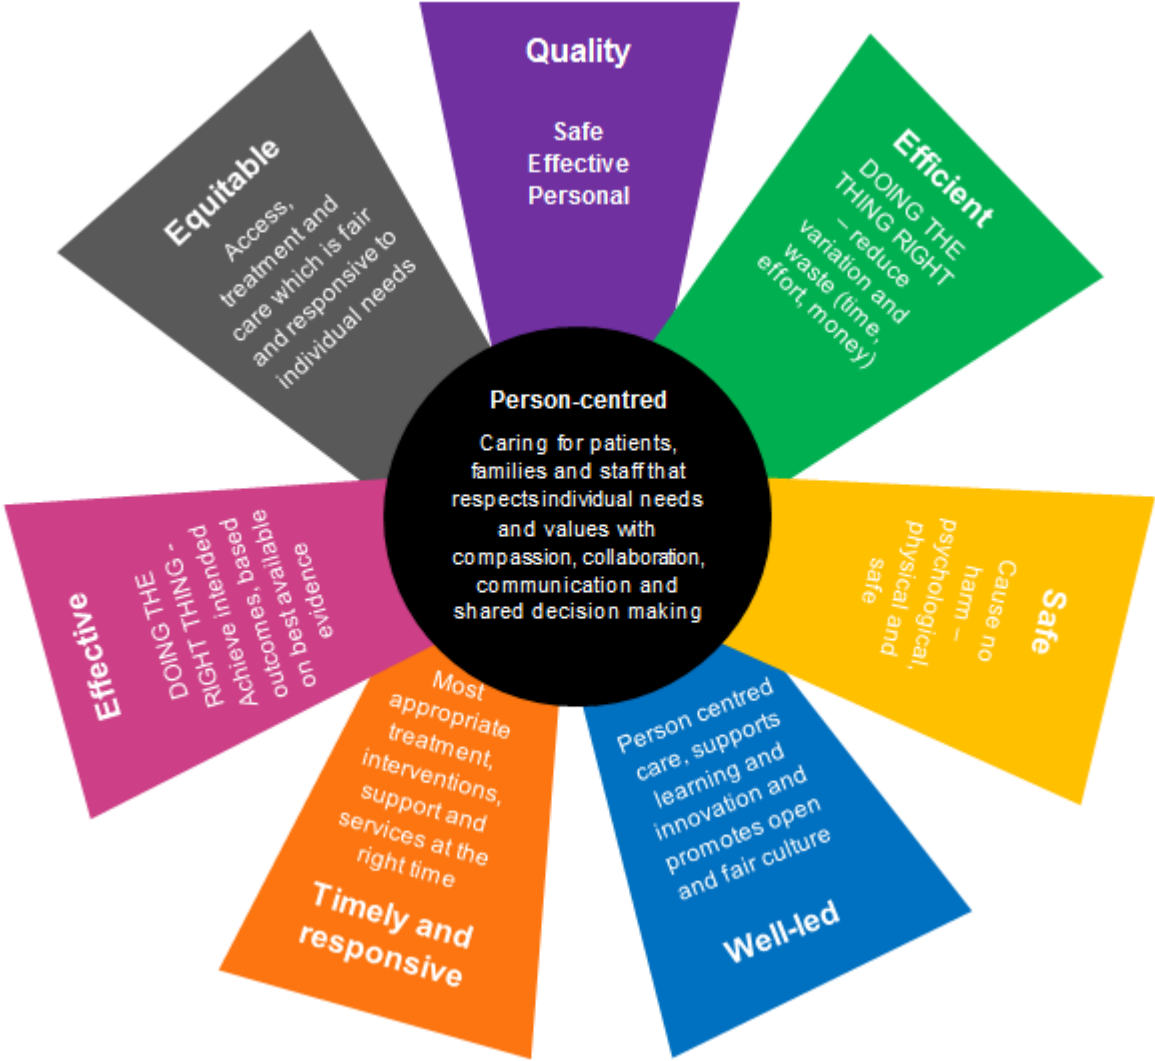 Quality
Safe
Effective
Personal
Efficient
DOING THE
THING RIGHT
– reduce
variation and
waste (time,
effort, money)
Safe
Cause no
harm –
psychological,
physical and
safe
Person centred
care, supports
learning and
innovation and
promotes open
and fair culture
Well-led
Most
appropriate
treatment,
interventions,
support and
services at the
right time
Timely and
responsive
Effective
DOING THE
RIGHT THING -
Achieve intended
outcomes, based
on best available
evidence
Equitable
Access,
treatment and
care which is fair
and responsive to
individual needs
Person-centred
Caring for patients,
families and staff that
respects individual needs
and values with
compassion, collaboration,
communication and
shared decision making